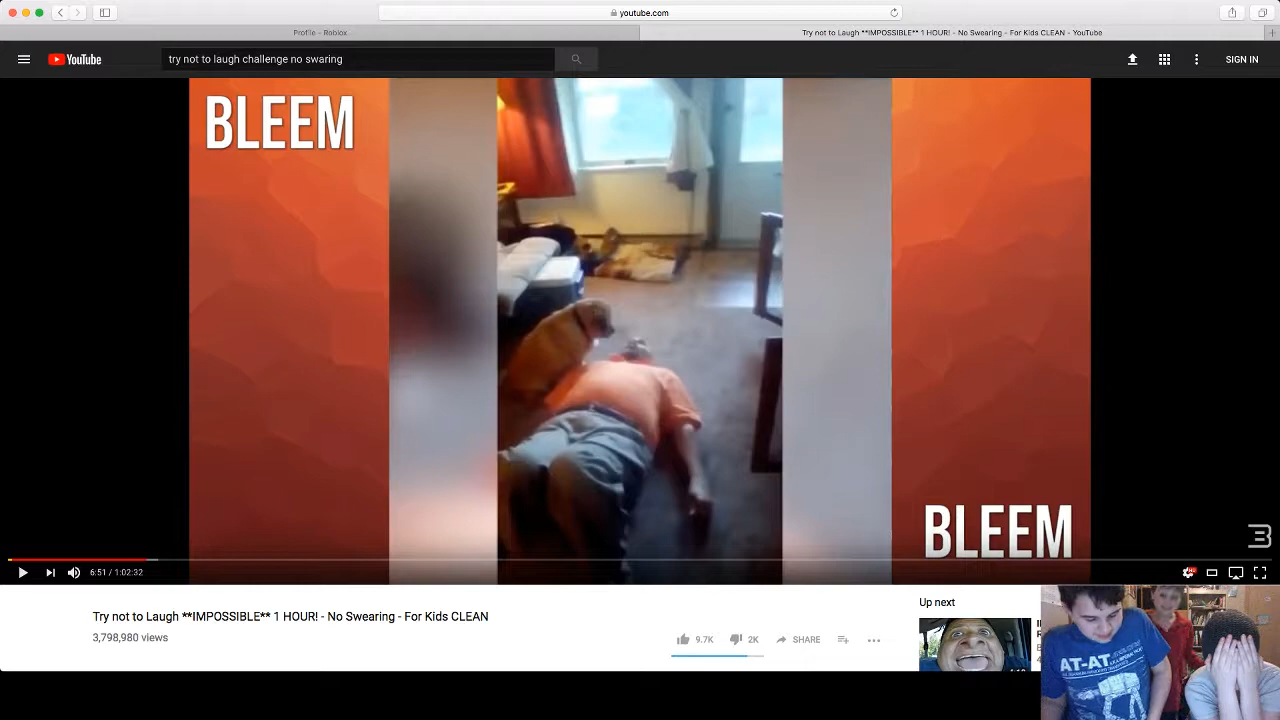 youtube.com
Profile - Roblox
Try not to Laugh **IMPOSSIBLE** 1 HOUR! - No Swearing - For Kids CLEAN - YouTube
YouTube
try not to laugh challenge no swaring
SIGN IN
BLEEM
BLEEM
6:51 / 1:02:32
HD
Try not to Laugh **IMPOSSIBLE** 1 HOUR! - No Swearing - For Kids CLEAN
3,798,980 views
9.7K
2K
SHARE
Up next
AT-AT